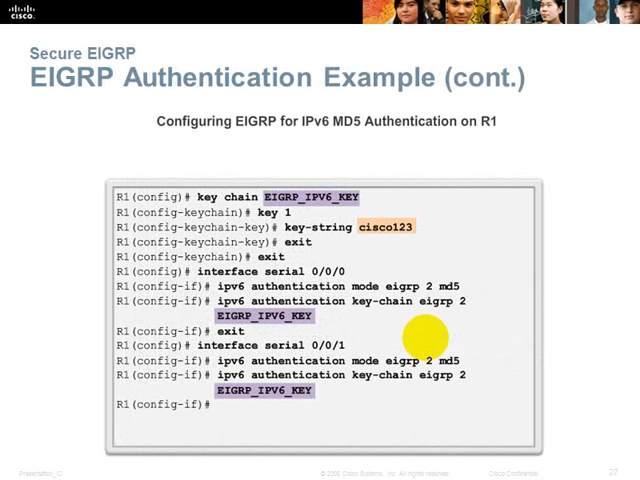 cisco.
Secure EIGRP
EIGRP Authentication Example (cont.)
Configuring EIGRP for IPv6 MD5 Authentication on R1
R1(config)# key chain EIGRP_IPV6_KEY
R1(config-keychain)# key 1
R1(config-keychain-key)# key-string cisco123
R1(config-keychain-key)# exit
R1(config-keychain)# exit
R1(config)# interface serial 0/0/0
R1(config-if)# ipv6 authentication mode eigrp 2 md5
R1(config-if)# ipv6 authentication key-chain eigrp 2
EIGRP_IPV6_KEY
R1(config-if)# exit
R1(config)# interface serial 0/0/1
R1(config-if)# ipv6 authentication mode eigrp 2 md5
R1(config-if)# ipv6 authentication key-chain eigrp 2
EIGRP_IPV6_KEY
R1(config-if)#
Presentation_ID
Cisco Systems, Inc. All rights reserved.
Cisco Confidential